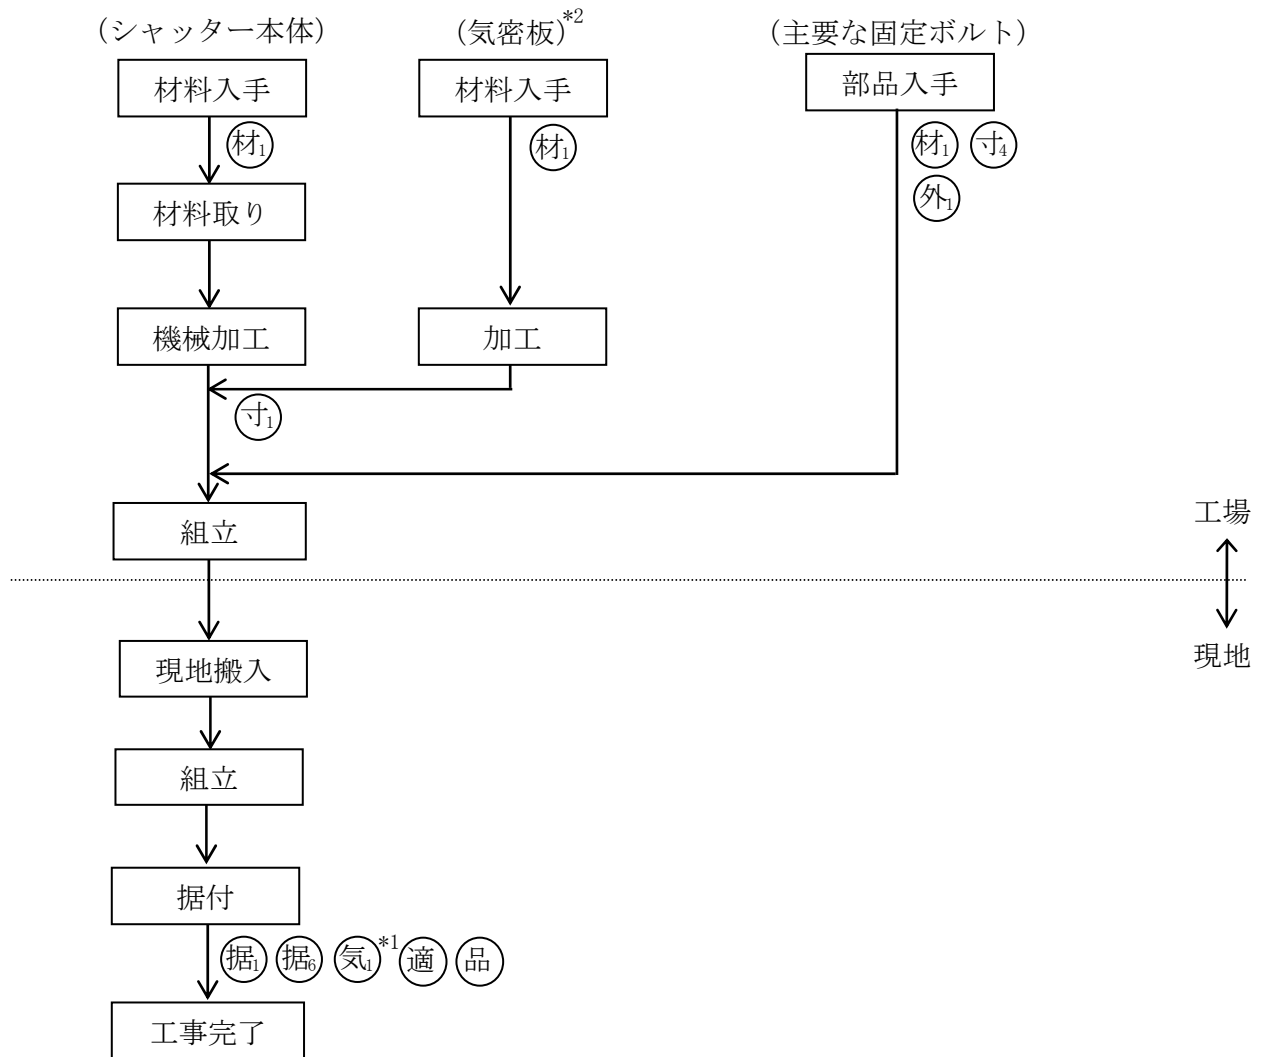 (シャッター本体)
(気密板)*2
(主要な固定ボルト)
材料入手
材料入手
部品入手
材1
材1
材1 寸4
外1
材料取り
機械加工
加工
寸1
組立
工場
現地
現地搬入
組立
据付
据1 据6 気1*1 適 品
工事完了